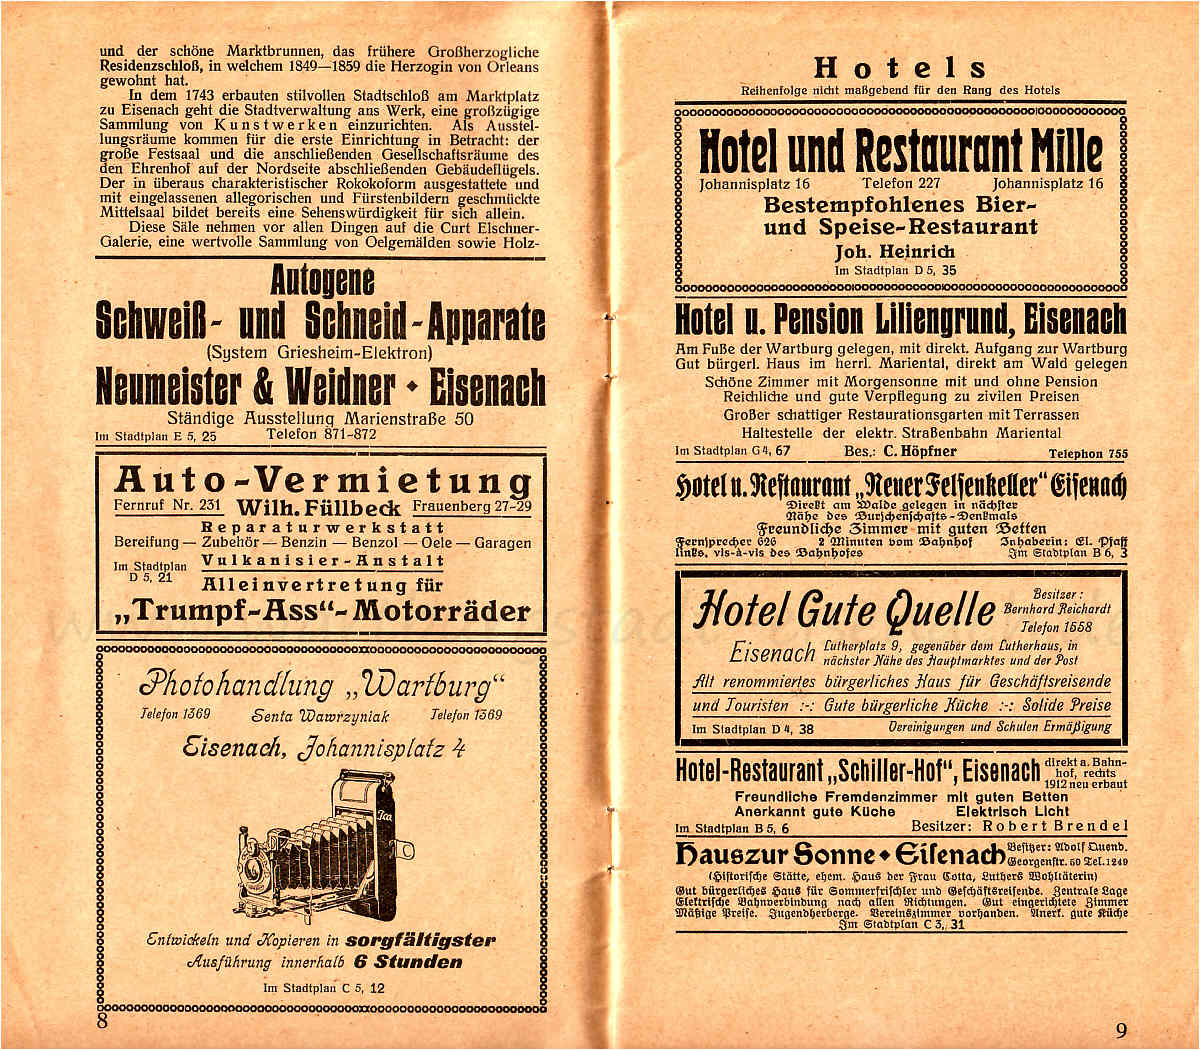 und der schöne Marktbrunnen, das frühere Großherzogliche
Residenzschloß, in welchem 1849—1859 die Herzogin von Orleans
gewohnt hat.
In dem 1743 erbauten stilvollen Stadtschloß am Marktplatz
zu Eisenach geht die Stadtverwaltung ans Werk, eine großzügige
Sammlung von Kunstwerken einzurichten. Als Ausstel-
lungsräume kommen für die erste Einrichtung in Betracht: der
große Festsaal und die anschließenden Gesellschaftsräume des
den Ehrenhof auf der Nordseite abschließenden Gebäudeflügels.
Der in überaus charakteristischer Rokokoform ausgestattete und
mit eingelassenen allegorischen und Fürstenbildern geschmückte
Mittelsaal bildet bereits eine Sehenswürdigkeit für sich allein.
Diese Säle nehmen vor allen Dingen auf die Curt Elschner-
Galerie, eine wertvolle Sammlung von Oelgemälden sowie Holz-
Autogene
Schweiß- und Schneid-Apparate
(System Griesheim-Elektron)
Neumeister & Weidner • Eisenach
Ständige Ausstellung Marienstraße 50
Im Stadtplan E 5, 25 Telefon 871-872
Auto-Vermietung
Fernruf Nr. 231 Wilh. Füllbeck Frauenberg 27-29
Reparaturwerkstatt
Bereifung — Zubehör — Benzin — Benzol — Oele — Garagen
Im Stadtplan D 5, 21 Vulkanisier-Anstalt
Alleinvertretung für
„Trumpf-Ass“-Motorräder
Photohandlung „Wartburg“
Telefon 1369 Senta Wawrzyniak Telefon 1369
Eisenach, Johannisplatz 4
Ica
Entwickeln und Kopieren in sorgfältigster
Ausführung innerhalb 6 Stunden
Im Stadtplan C 5, 12
8
Hotels
Reihenfolge nicht maßgebend für den Rang des Hotels
Hotel und Restaurant Mille
Johannisplatz 16 Telefon 227 Johannisplatz 16
Bestempfohlenes Bier-
und Speise-Restaurant
Joh. Heinrich
Im Stadtplan D 5, 35
Hotel u. Pension Liliengrund, Eisenach
Am Fuße der Wartburg gelegen, mit direkt. Aufgang zur Wartburg
Gut bürgerl. Haus im herrl. Mariental, direkt am Wald gelegen
Schöne Zimmer mit Morgensonne mit und ohne Pension
Reichliche und gute Verpflegung zu zivilen Preisen
Großer schattiger Restaurationsgarten mit Terrassen
Haltestelle der elektr. Straßenbahn Mariental
Im Stadtplan G 4, 67 Bes.: C. Höpfner Telephon 755
Hotel u. Restaurant „Neuer Felsenkeller“ Eisenach
Direkt am Walde gelegen in nächster
Nähe des Burschenschafts-Denkmals
Freundliche Zimmer mit guten Betten
Fernsprecher 626 2 Minuten vom Bahnhof Inhaberin: El. Pfaff
links, vis-à-vis des Bahnhofes Im Stadtplan B 6, 3
Hotel Gute Quelle Besitzer:
Bernhard Reichardt
Telefon 1558
Eisenach Lutherplatz 9, gegenüber dem Lutherhaus, in
nächster Nähe des Hauptmarktes und der Post
Alt renommiertes bürgerliches Haus für Geschäftsreisende
und Touristen :-: Gute bürgerliche Küche :-: Solide Preise
Im Stadtplan D 4, 38 Vereinigungen und Schulen Ermäßigung
Hotel-Restaurant „Schiller-Hof“, Eisenach direkt a. Bahn-
hof, rechts
1912 neu erbaut
Freundliche Fremdenzimmer mit guten Betten
Anerkannt gute Küche Elektrisch Licht
Im Stadtplan B 5, 6 Besitzer: Robert Brendel
Haus zur Sonne • Eisenach Besitzer: Adolf Duend.
Georgenstr. 50 Tel. 1249
(Historische Stätte, ehem. Haus der Frau Cotta, Luthers Wohltäterin)
Gut bürgerliches Haus für Sommerfrischler und Geschäftsreisende. Zentrale Lage
Elektrische Bahnverbindung nach allen Richtungen. Gut eingerichtete Zimmer
Mäßige Preise. Jugendherberge. Vereinszimmer vorhanden. Anerk. gute Küche
Im Stadtplan C 3, 31
9